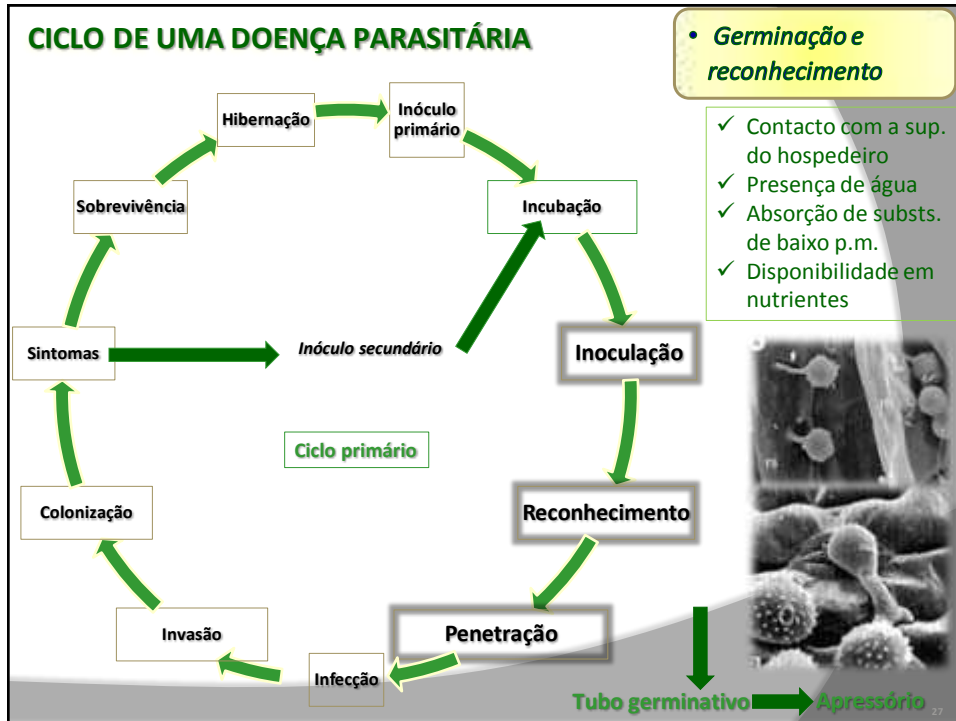 CICLO DE UMA DOENÇA PARASITÁRIA
• Germinação e
reconhecimento
✓ Contacto com a sup.
do hospedeiro
✓ Presença de água
✓ Absorção de substs.
de baixo p.m.
✓ Disponibilidade em
nutrientes
Hibernação
Inóculo
primário
Sobrevivência
Incubação
Sintomas
Inóculo secundário
Inoculação
Ciclo primário
Colonização
Reconhecimento
Invasão
Penetração
Infecção
Tubo germinativo
Apressório
27